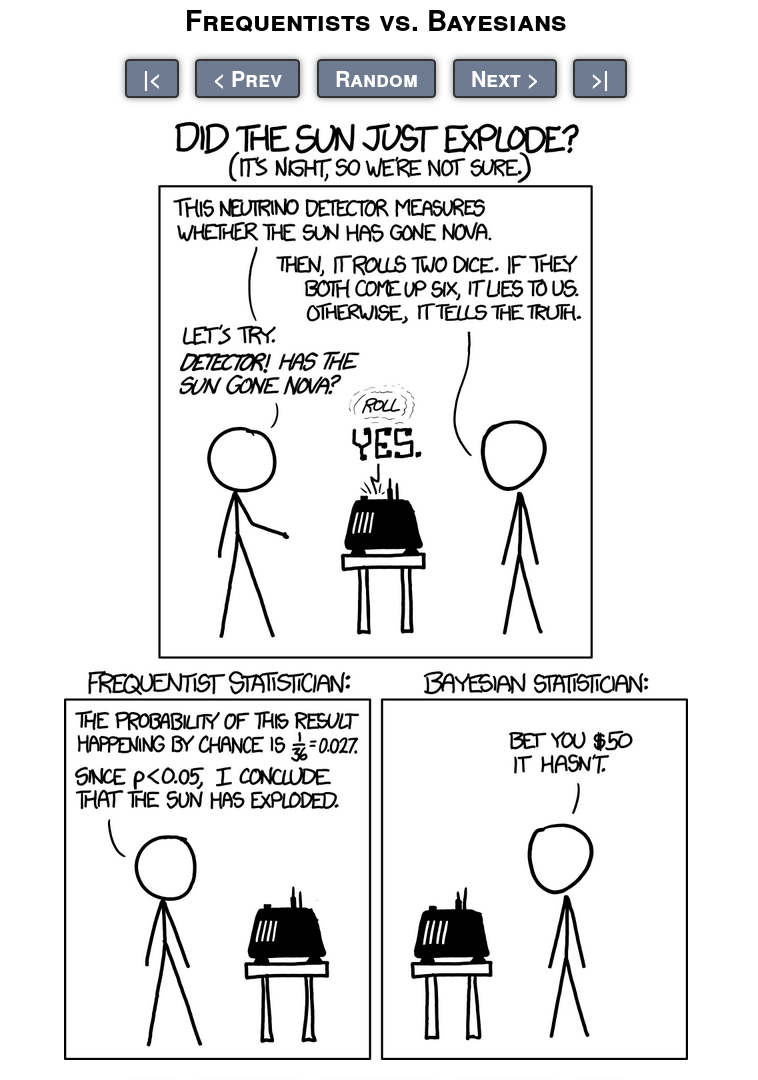 Frequentists vs. Bayesians
|<
< Prev
Random
Next >
>|
DID THE SUN JUST EXPLODE?
(IT'S NIGHT, SO WE'RE NOT SURE.)
THIS NEUTRINO DETECTOR MEASURES
WHETHER THE SUN HAS GONE NOVA.
THEN, IT ROLLS TWO DICE. IF THEY
BOTH COME UP SIX, IT LIES TO US.
OTHERWISE, IT TELLS THE TRUTH.
LET'S TRY.
DETECTOR! HAS THE
SUN GONE NOVA?
ROLL
YES.
FREQUENTIST STATISTICIAN:
THE PROBABILITY OF THIS RESULT
HAPPENING BY CHANCE IS 1/36=0.027.
SINCE p<0.05, I CONCLUDE
THAT THE SUN HAS EXPLODED.
BAYESIAN STATISTICIAN:
BET YOU $50
IT HASN'T.